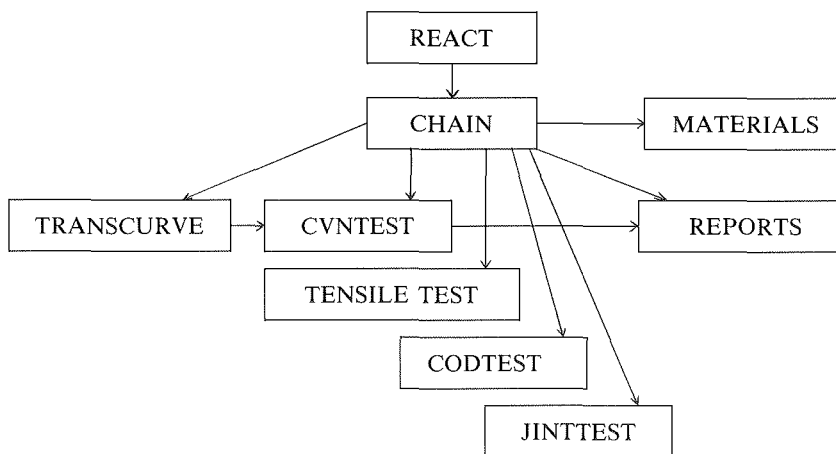 REACT
CHAIN
MATERIALS
TRANSCURVE
CVNTEST
REPORTS
TENSILE TEST
CODTEST
JINTTEST